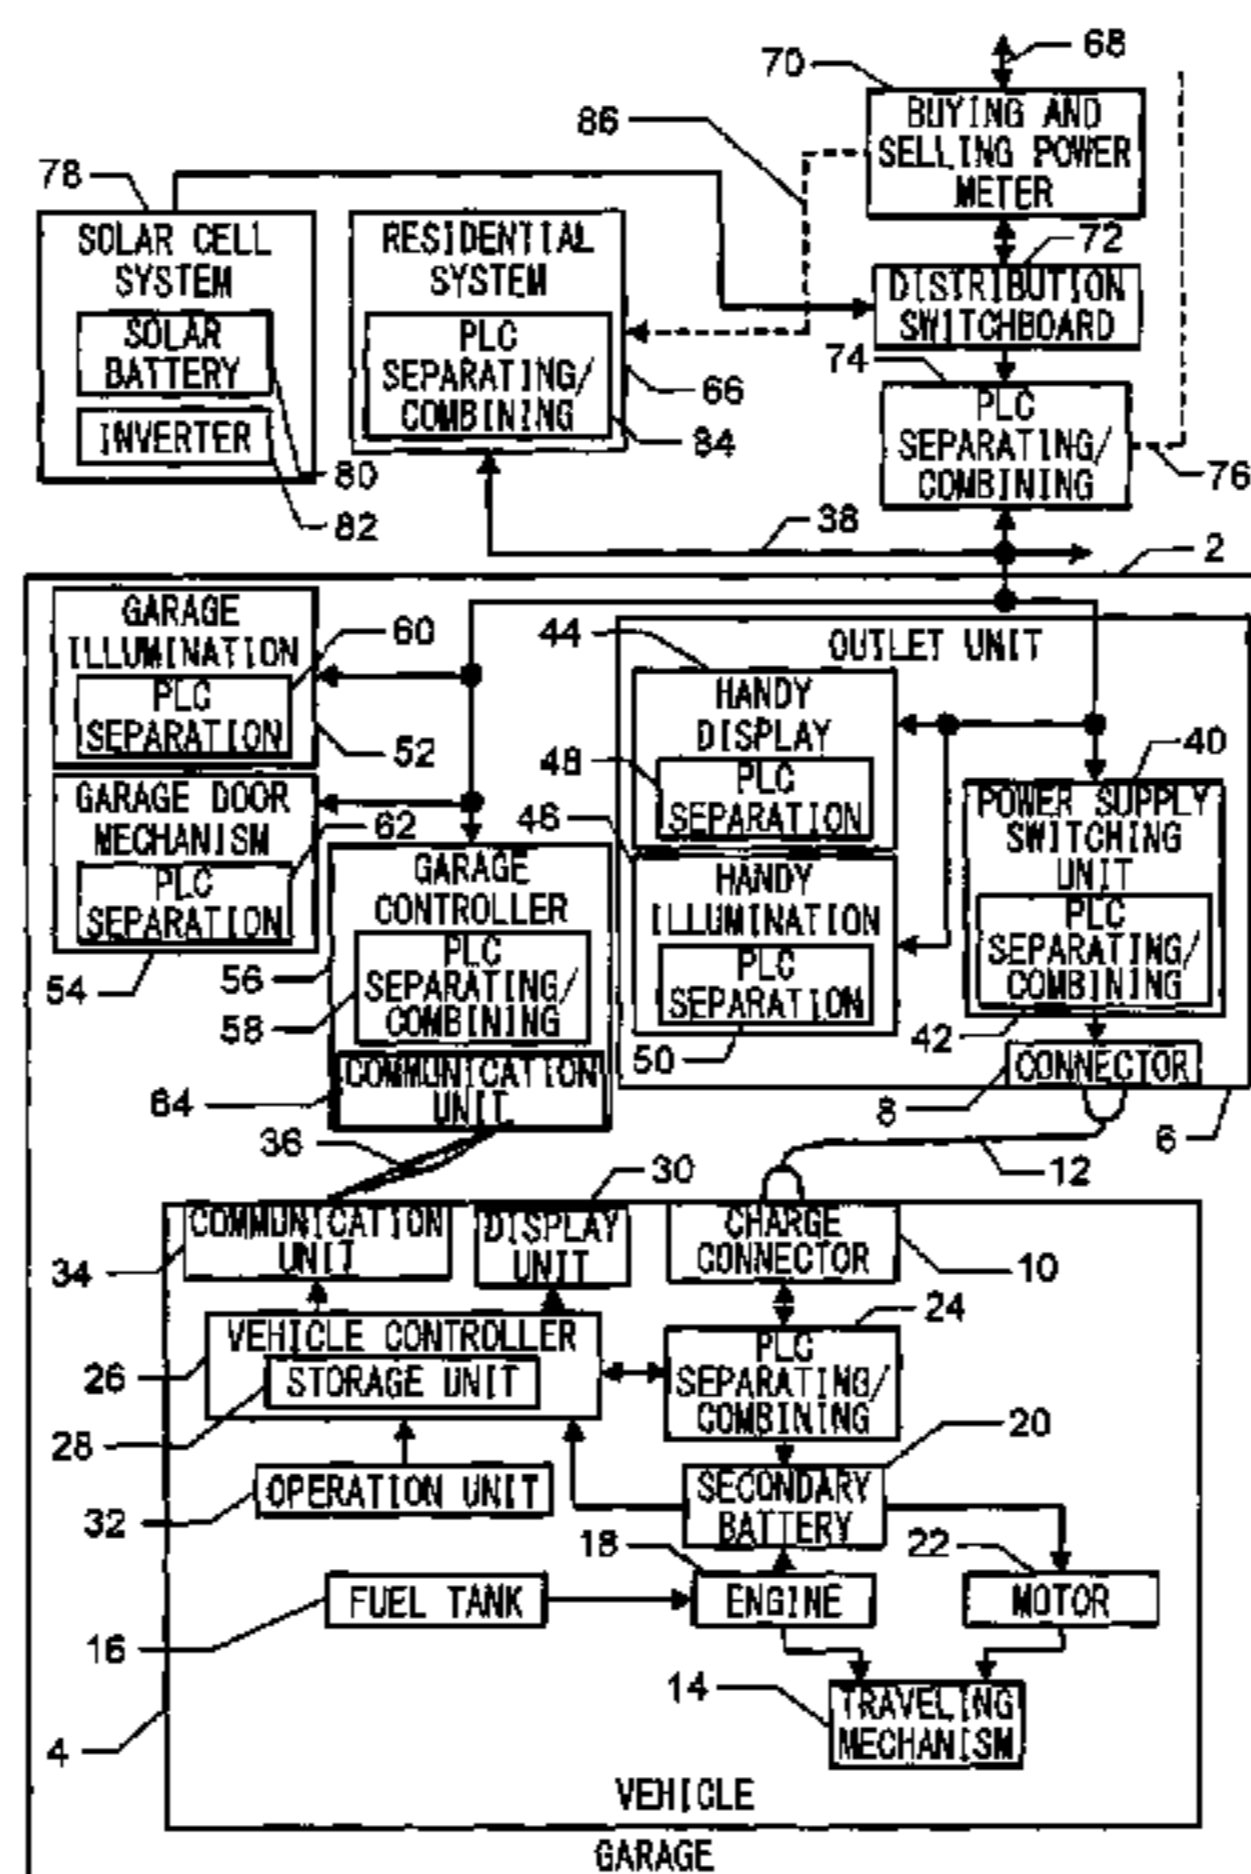 68
70
BUYING AND
SELLING POWER
METER
86
78
SOLAR CELL
SYSTEM
SOLAR
BATTERY
INVERTER
RESIDENTIAL
SYSTEM
PLC
SEPARATING/
COMBINING
72
DISTRIBUTION
SWITCHBOARD
74
PLC
SEPARATING/
COMBINING
66
84
76
80
82
38
2
GARAGE
ILLUMINATION
PLC
SEPARATION
60
52
GARAGE DOOR
MECHANISM
PLC
SEPARATION
62
54
44
OUTLET UNIT
HANDY
DISPLAY
48
PLC
SEPARATION
46
HANDY
ILLUMINATION
PLC
SEPARATION
50
40
POWER SUPPLY
SWITCHING
UNIT
PLC
SEPARATING/
COMBINING
42
CONNECTOR
8
6
12
GARAGE
CONTROLLER
56
PLC
SEPARATING/
COMBINING
58
COMMUNICATION
UNIT
64
36
30
COMMUNICATION
UNIT
34
DISPLAY
UNIT
CHARGE
CONNECTOR
10
VEHICLE CONTROLLER
26
STORAGE UNIT
28
24
PLC
SEPARATING/
COMBINING
OPERATION UNIT
32
20
SECONDARY
BATTERY
18
22
FUEL TANK
16
ENGINE
MOTOR
14
TRAVELING
MECHANISM
4
VEHICLE
GARAGE